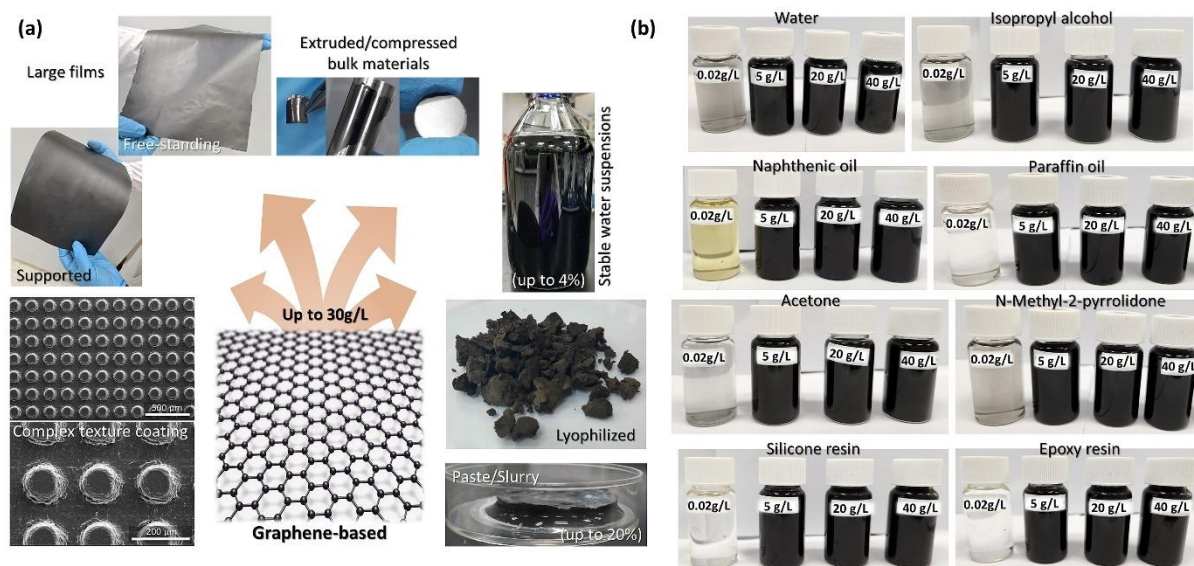 (a)
Large films
Free-standing
Supported
Extruded/compressed
bulk materials
Stable water suspensions
(up to 4%)
Up to 30g/L
500 µm
Complex texture coating
200 µm
Graphene-based
Lyophilized
Paste/Slurry
(up to 20%)
(b)
Water
0.02g/L
5 g/L
20 g/L
40 g/L
Isopropyl alcohol
0.02g/L
5 g/L
20 g/L
40 g/L
Naphthenic oil
0.02g/L
5 g/L
20 g/L
40 g/L
Paraffin oil
0.02g/L
5 g/L
20 g/L
40 g/L
Acetone
0.02g/L
5 g/L
20 g/L
40 g/L
N-Methyl-2-pyrrolidone
0.02g/L
5 g/L
20 g/L
40 g/L
Silicone resin
0.02g/L
5 g/L
20 g/L
40 g/L
Epoxy resin
0.02g/L
5 g/L
20 g/L
40 g/L